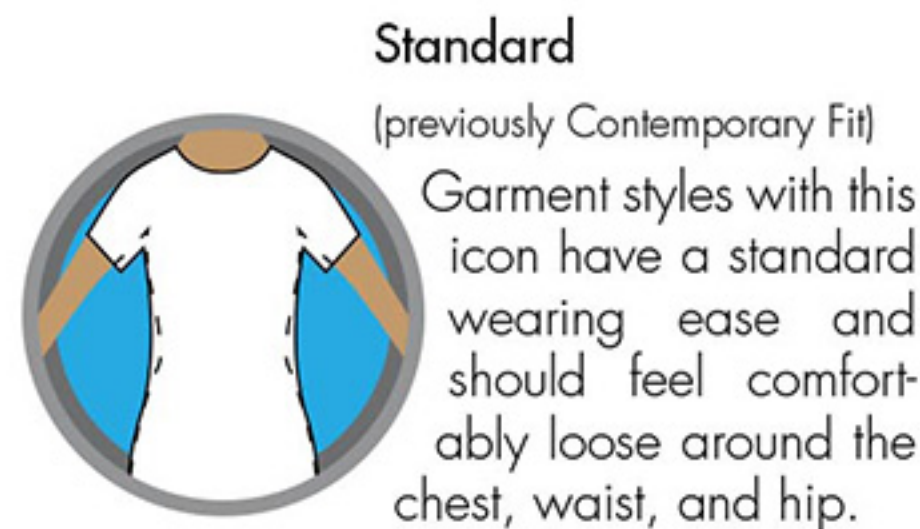 Standard
(previously Contemporary Fit)
Garment styles with this
icon have a standard
wearing ease and
should feel comfort-
ably loose around the
chest, waist, and hip.